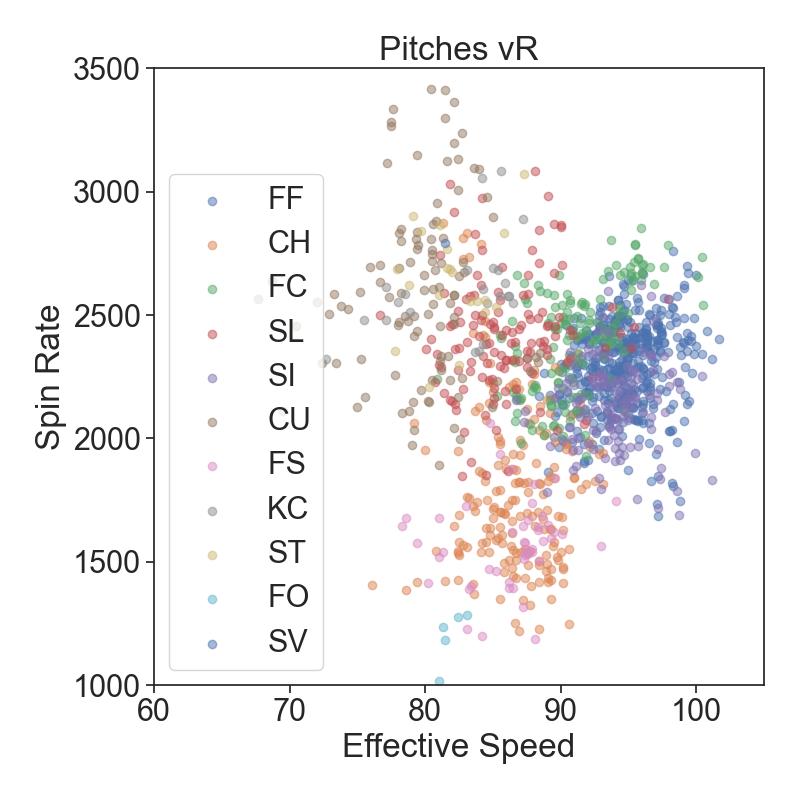 Pitches vR
3500
3000
2500
2000
1500
1000
Spin Rate
FF
CH
FC
SL
SI
CU
FS
KC
ST
FO
SV
60 70 80 90 100
Effective Speed